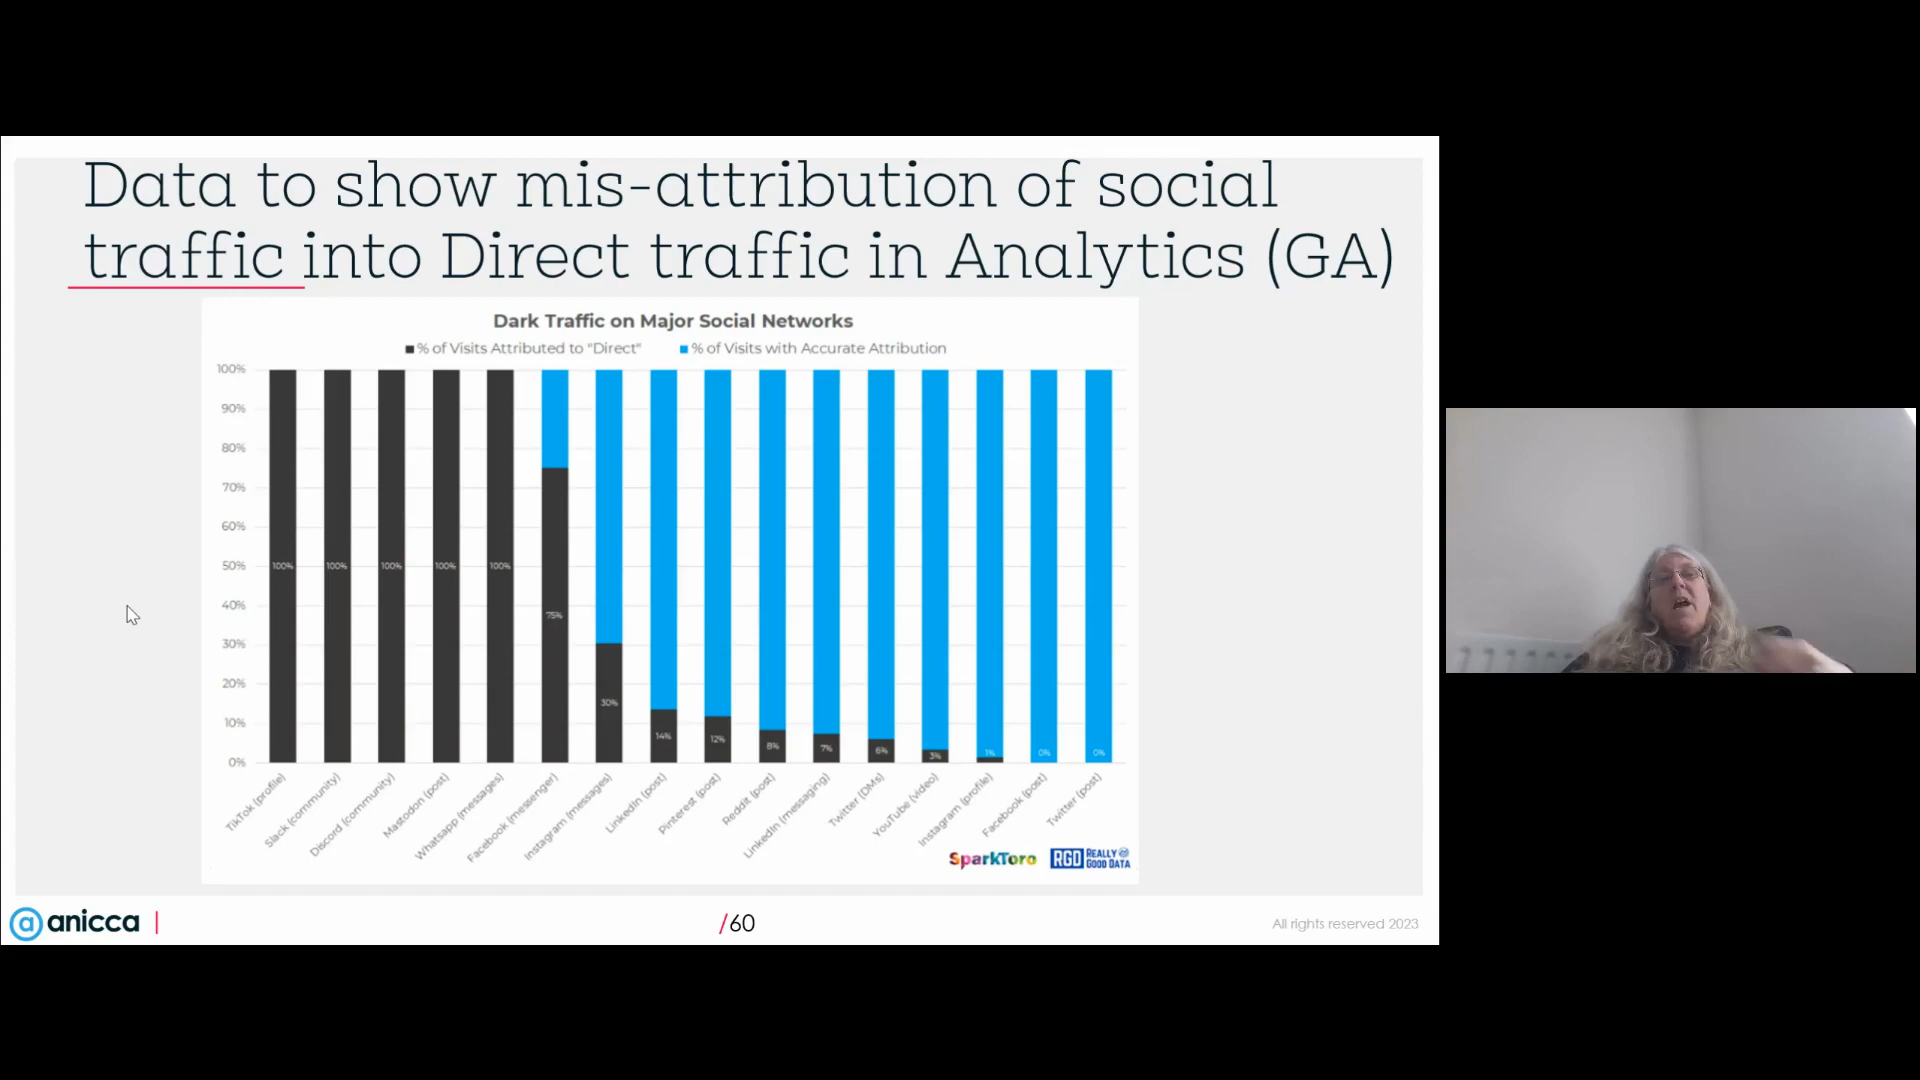 Data to show mis-attribution of social
traffic into Direct traffic in Analytics (GA)
Dark Traffic on Major Social Networks
% of Visits Attributed to "Direct"
% of Visits with Accurate Attribution
100%
90%
80%
70%
60%
50%
40%
30%
20%
10%
0%
100%
100%
100%
100%
100%
75%
30%
14%
12%
8%
7%
6%
3%
1%
0%
0%
TikTok (profile)
Slack (community)
Discord (community)
Mastodon (post)
Whatsapp (messages)
Facebook (messenger)
Instagram (messages)
LinkedIn (post)
Pinterest (post)
Reddit (post)
LinkedIn (messaging)
Twitter (DMs)
YouTube (video)
Instagram (profile)
Facebook (post)
Twitter (post)
SparkToro
RGD REALLY
GOOD DATA
@ anicca
/60
All rights reserved 2023